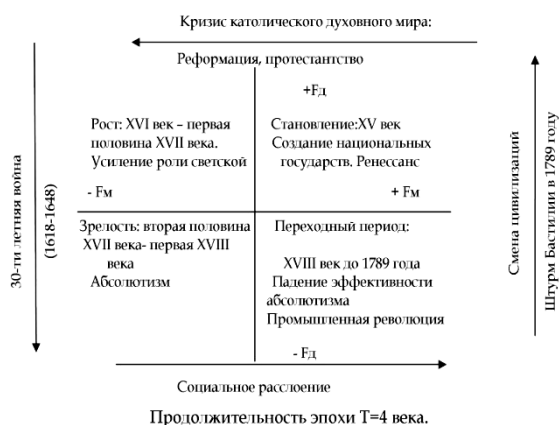 Кризис католического духовного мира:
Реформация, протестантство
+Fд
Рост: XVI век – первая
половина XVII века.
Усиление роли светской
- Fм
Становление:XV век
Создание национальных
государств. Ренессанс
+ Fм
Зрелость: вторая половина
XVII века- первая XVIII
века
Абсолютизм
Переходный период:
XVIII век до 1789 года
Падение эффективности
абсолютизма
Промышленная революция
- Fд
30-ти летняя война
(1618-1648)
Смена цивилизаций
Штурм Бастилии в 1789 году
Социальное расслоение
Продолжительность эпохи Т=4 века.